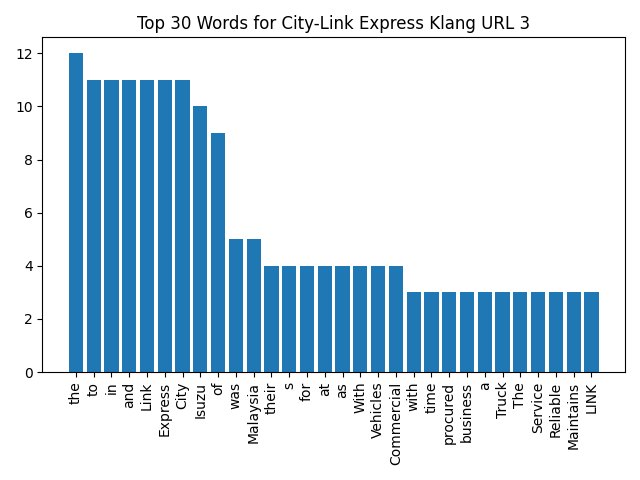 Top 30 Words for City-Link Express Klang URL 3
12
10
8
6
4
2
0
the
to
in
and
Link
Express
City
Isuzu
of
was
Malaysia
their
s
for
at
as
With
Vehicles
Commercial
with
time
procured
business
a
Truck
The
Service
Reliable
Maintains
LINK